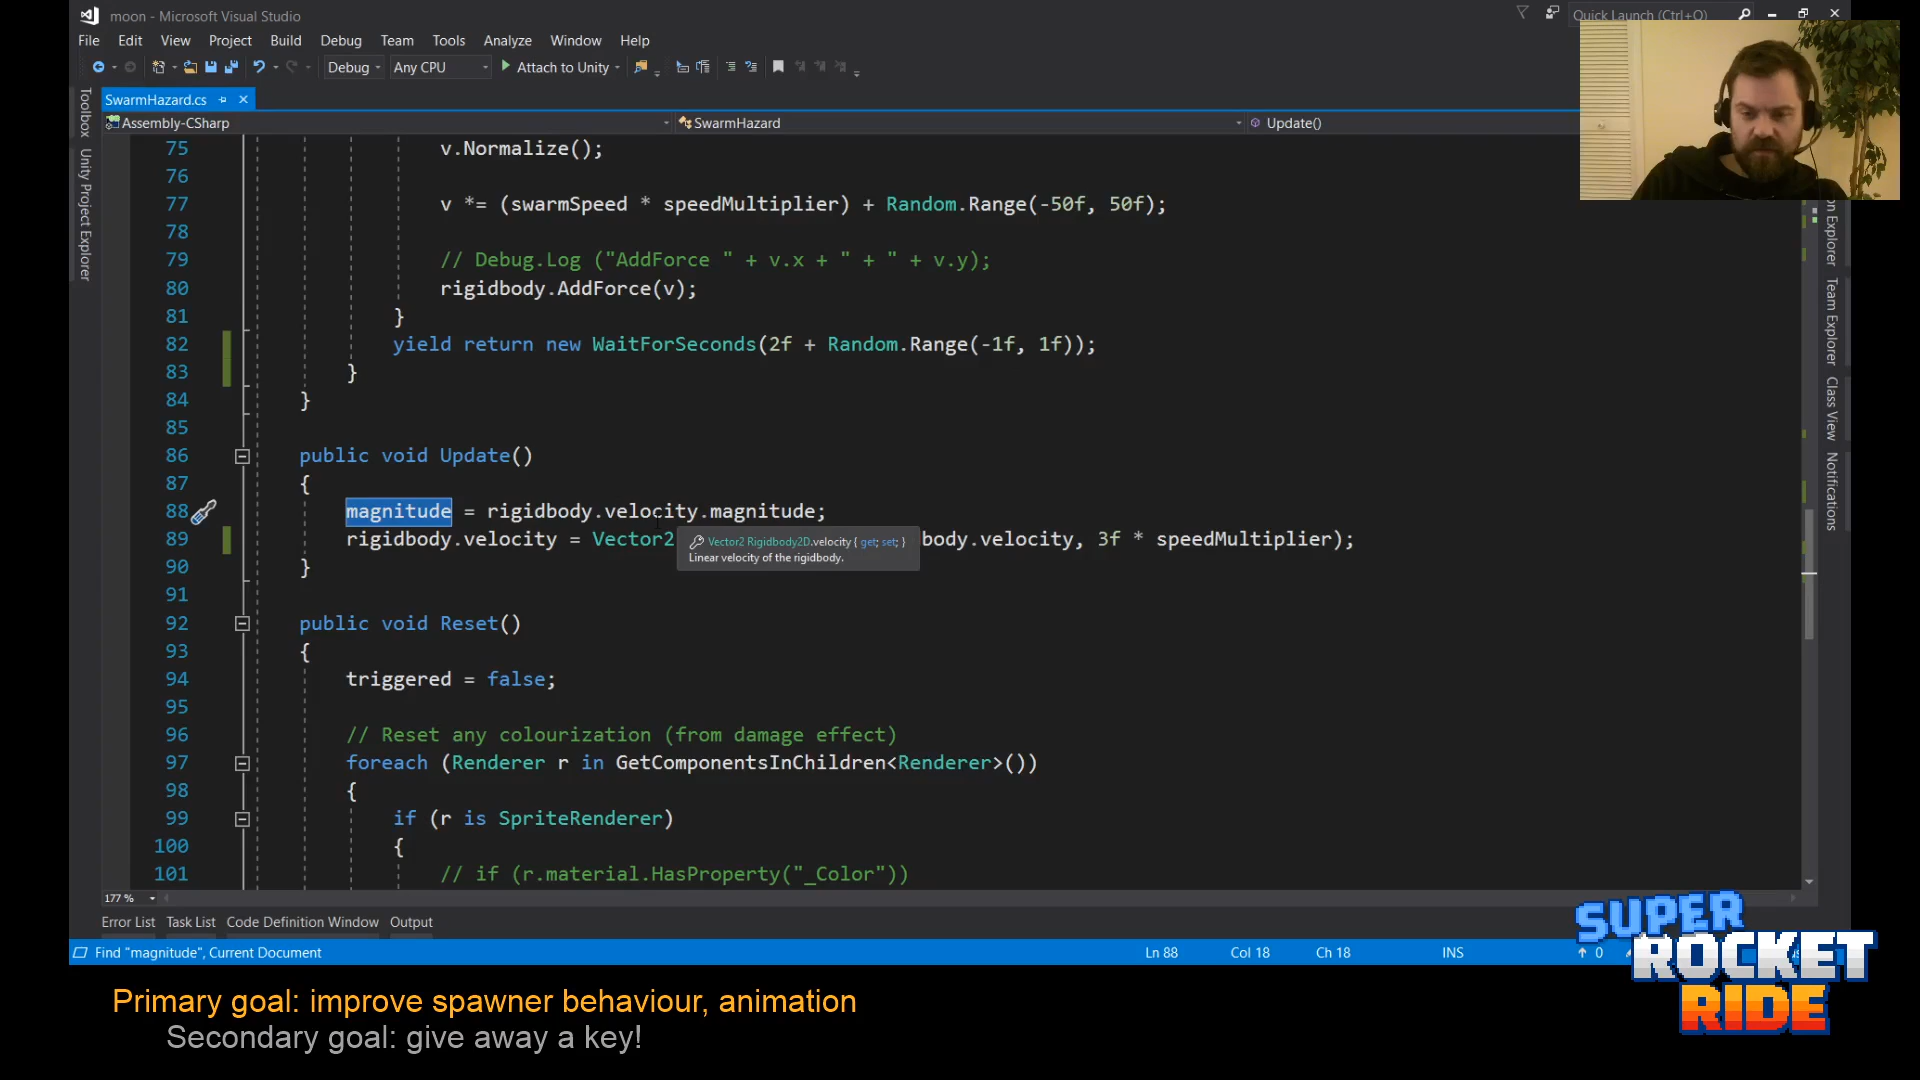 moon - Microsoft Visual Studio
Quick Launch (Ctrl+Q)
File Edit View Project Build Debug Team Tools Analyze Window Help
Debug Any CPU Attach to Unity
SwarmHazard.cs
Assembly-CSharp SwarmHazard Update()
Toolbox
Unity Project Explorer
75 v.Normalize();
76
77 v *= (swarmSpeed * speedMultiplier) + Random.Range(-50f, 50f);
78
79 // Debug.Log ("AddForce " + v.x + " + " + v.y);
80 rigidbody.AddForce(v);
81 }
82 yield return new WaitForSeconds(2f + Random.Range(-1f, 1f));
83 }
84 }
85
86 public void Update()
87 {
88 magnitude = rigidbody.velocity.magnitude;
89 rigidbody.velocity = Vector2 body.velocity, 3f * speedMultiplier);
Vector2 Rigidbody2D.velocity { get; set; }
Linear velocity of the rigidbody.
90 }
91
92 public void Reset()
93 {
94 triggered = false;
95
96 // Reset any colourization (from damage effect)
97 foreach (Renderer r in GetComponentsInChildren<Renderer>())
98 {
99 if (r is SpriteRenderer)
100 {
101 // if (r.material.HasProperty("_Color"))
on Explorer
Team Explorer
Class View
Notifications
177 %
Error List Task List Code Definition Window Output
Find "magnitude", Current Document Ln 88 Col 18 Ch 18 INS 0
SUPER
ROCKET
RIDE
Primary goal: improve spawner behaviour, animation
Secondary goal: give away a key!